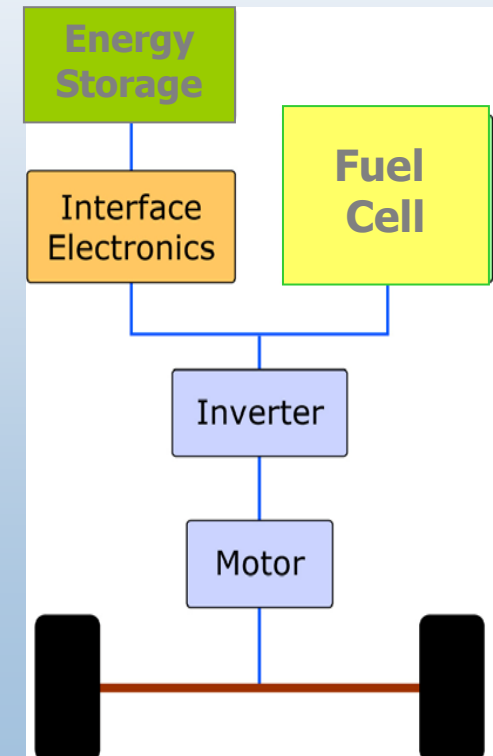 Energy
Storage
Fuel
Cell
Interface
Electronics
Inverter
Motor